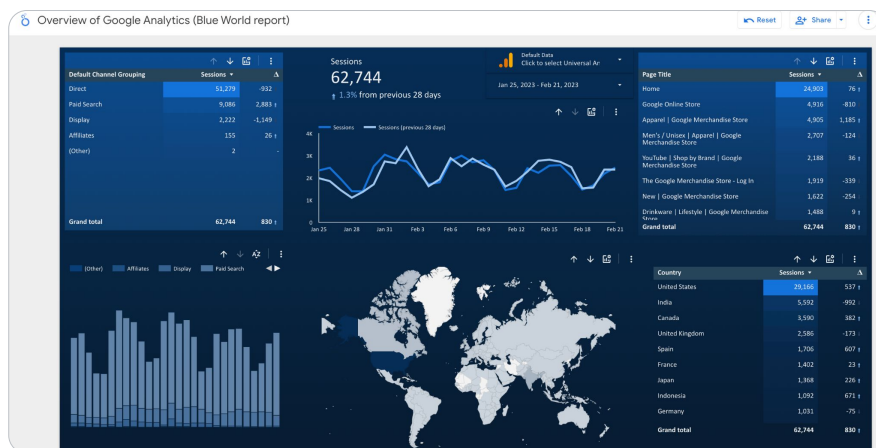 Overview of Google Analytics (Blue World report)
Reset
Share
Default Channel Grouping Sessions Δ
Direct 51,279 -932
Paid Search 9,086 2,883
Display 2,222 -1,149
Affiliates 155 26
(Other) 2 -
Grand total 62,744 830
Sessions
62,744
1.3% from previous 28 days
Default Data
Click to select Universal An
Jan 25, 2023 - Feb 21, 2023
Sessions Sessions (previous 28 days)
4K
3K
2K
1K
0
Jan 25 Jan 28 Jan 31 Feb 3 Feb 6 Feb 9 Feb 12 Feb 15 Feb 18 Feb 21
Page Title Sessions Δ
Home 24,903 76
Google Online Store 4,916 -810
Apparel | Google Merchandise Store 4,905 1,185
Men's / Unisex | Apparel | Google
Merchandise Store 2,707 -124
YouTube | Shop by Brand | Google
Merchandise Store 2,188 36
The Google Merchandise Store - Log In 1,919 -339
New | Google Merchandise Store 1,622 -254
Drinkware | Lifestyle | Google Merchandise
Store 1,488 9
Grand total 62,744 830
(Other) Affiliates Display Paid Search
Country Sessions Δ
United States 29,166 537
India 5,592 -992
Canada 3,590 382
United Kingdom 2,586 -173
Spain 1,706 607
France 1,402 23
Japan 1,368 226
Indonesia 1,092 671
Germany 1,031 -75
Grand total 62,744 830